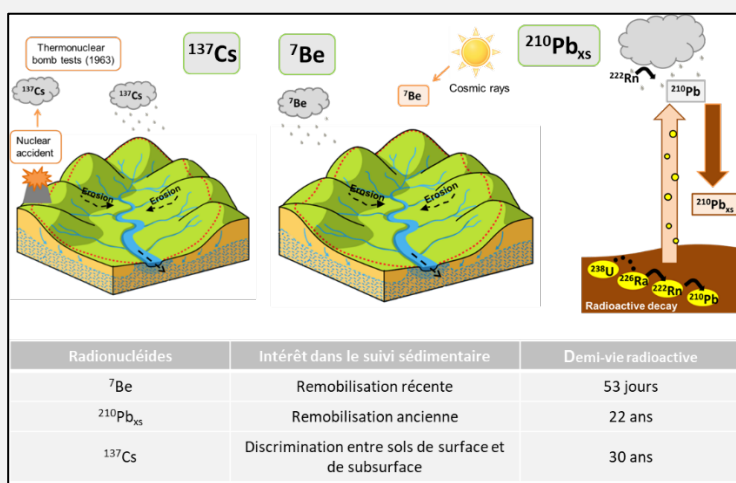 Thermonuclear
bomb tests (1963)
¹³⁷Cs
¹³⁷Cs
¹³⁷Cs
Nuclear
accident
Erosion
Erosion
⁷Be
⁷Be
⁷Be
Cosmic rays
Erosion
Erosion
²¹⁰Pbxs
²²²Rn
²¹⁰Pb
²¹⁰Pbxs
²³⁸U
²²⁶Ra
²²²Rn
²¹⁰Pb
Radioactive decay
Radionucléides Intérêt dans le suivi sédimentaire Demi-vie radioactive
⁷Be Remobilisation récente 53 jours
²¹⁰Pbxs Remobilisation ancienne 22 ans
¹³⁷Cs Discrimination entre sols de surface et 30 ans
de subsurface